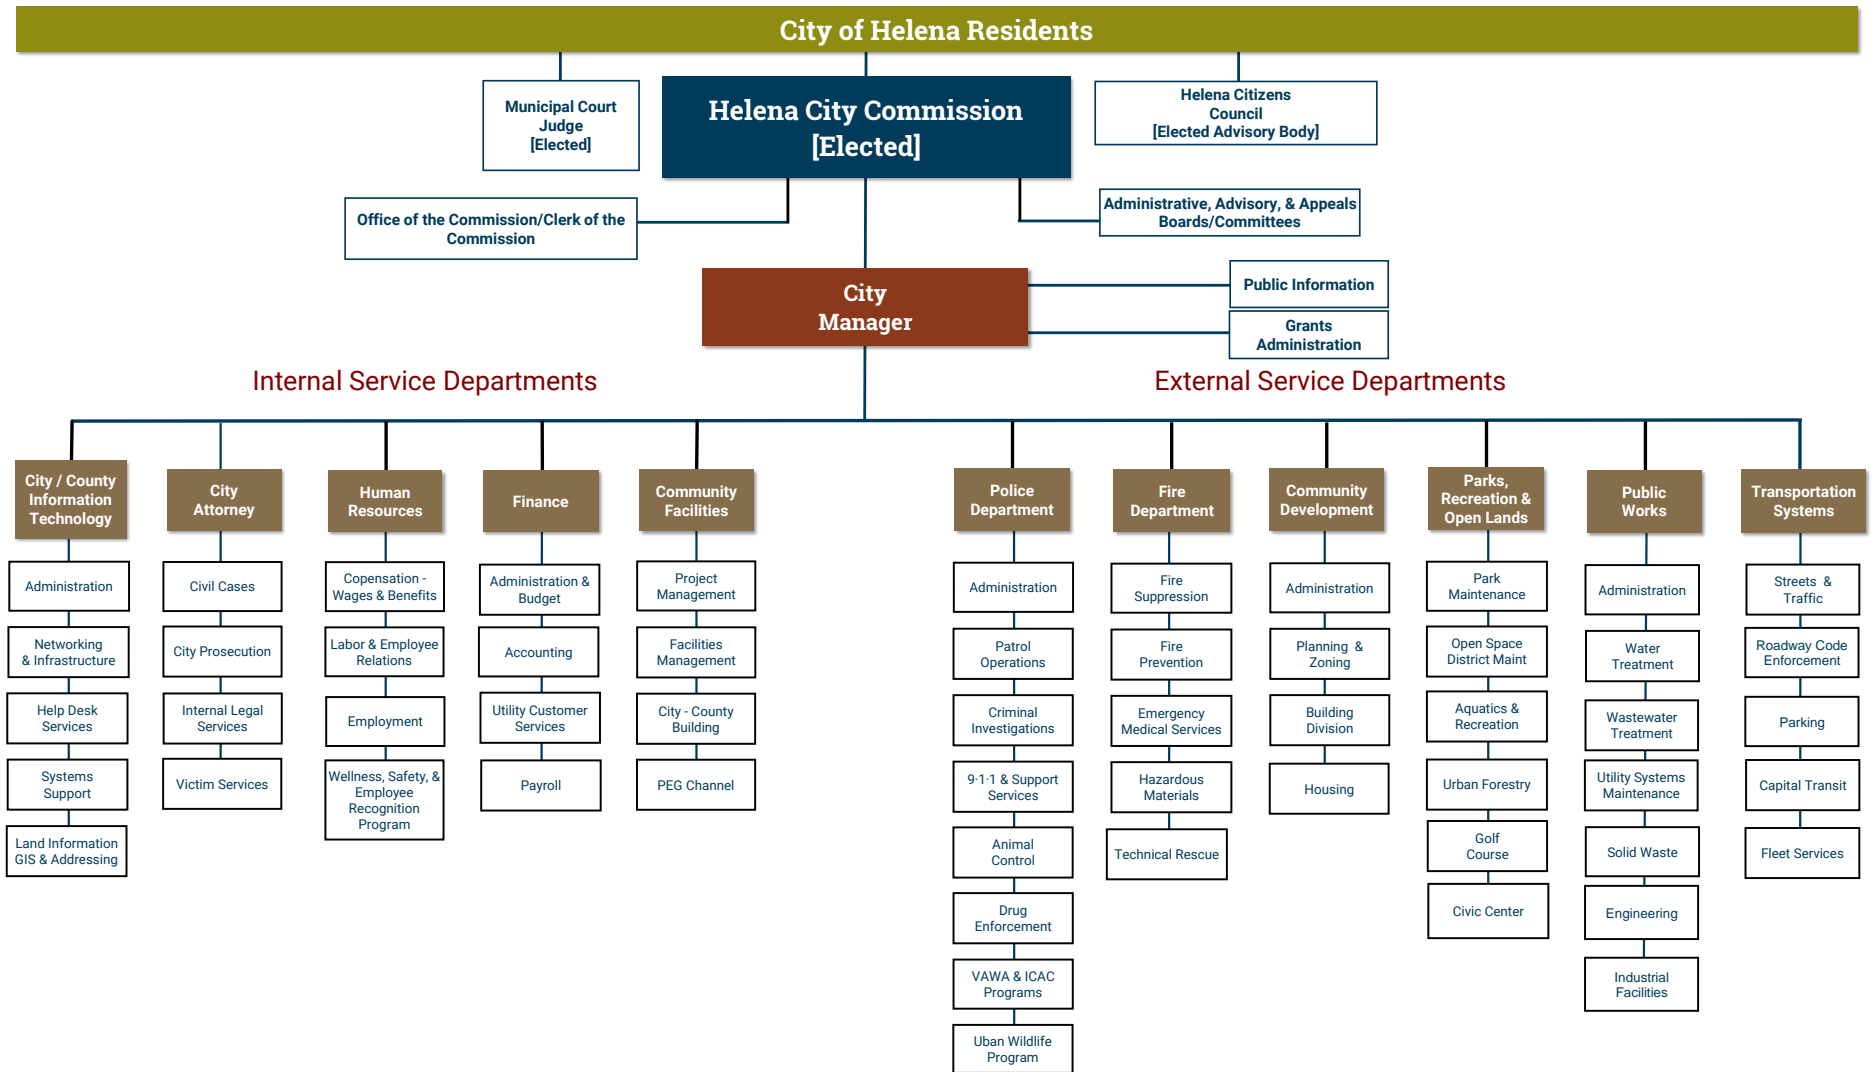 City of Helena Residents
Municipal Court
Judge
[Elected]
Helena City Commission
[Elected]
Helena Citizens
Council
[Elected Advisory Body]
Office of the Commission/Clerk of the
Commission
Administrative, Advisory, & Appeals
Boards/Committees
City
Manager
Public Information
Grants
Administration
Internal Service Departments
External Service Departments
City / County
Information
Technology
Administration
Networking
& Infrastructure
Help Desk
Services
Systems
Support
Land Information
GIS & Addressing
City
Attorney
Civil Cases
City Prosecution
Internal Legal
Services
Victim Services
Human
Resources
Copensation -
Wages & Benefits
Labor & Employee
Relations
Employment
Wellness, Safety, &
Employee
Recognition
Program
Finance
Administration &
Budget
Accounting
Utility Customer
Services
Payroll
Community
Facilities
Project
Management
Facilities
Management
City - County
Building
PEG Channel
Police
Department
Administration
Patrol
Operations
Criminal
Investigations
9·1·1 & Support
Services
Animal
Control
Drug
Enforcement
VAWA & ICAC
Programs
Uban Wildlife
Program
Fire
Department
Fire
Suppression
Fire
Prevention
Emergency
Medical Services
Hazardous
Materials
Technical Rescue
Community
Development
Administration
Planning & 
Zoning
Building
Division
Housing
Parks,
Recreation &
Open Lands
Park
Maintenance
Open Space
District Maint
Aquatics &
Recreation
Urban Forestry
Golf
Course
Civic Center
Public
Works
Administration
Water
Treatment
Wastewater
Treatment
Utility Systems
Maintenance
Solid Waste
Engineering
Industrial
Facilities
Transportation
Systems
Streets &
Traffic
Roadway Code
Enforcement
Parking
Capital Transit
Fleet Services